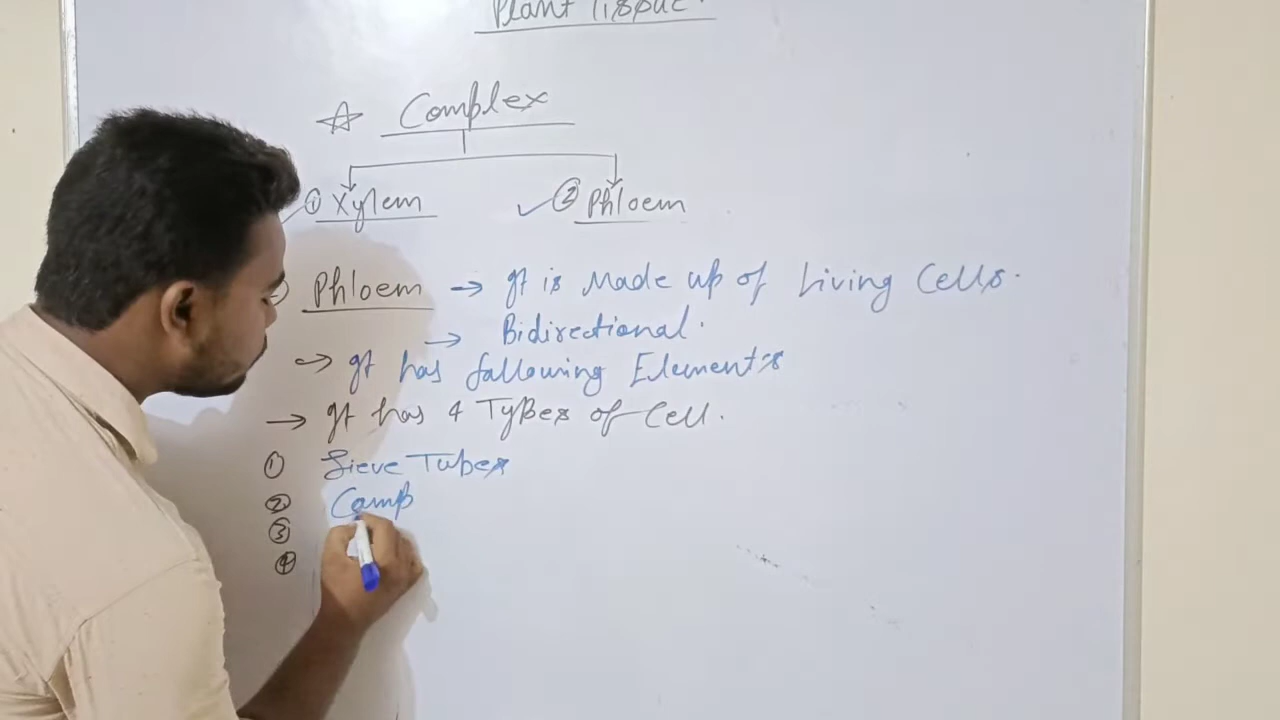 Plant Tissue.
☆ Complex
① Xylem ② Phloem
Phloem → It is Made up of Living Cells.
→ Bidirectional.
→ It has following Element's
→ It has 4 Types of Cell.
① Sieve Tubes
② Comp
③
④